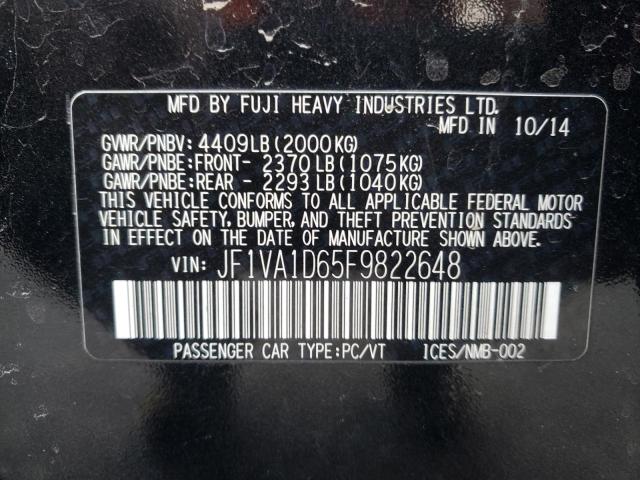 MFD BY FUJI HEAVY INDUSTRIES LTD.
MFD IN 10/14
GVWR/PNBV: 4409LB(2000KG)
GAWR/PNBE:FRONT- 2370LB(1075KG)
GAWR/PNBE:REAR - 2293LB(1040KG)
THIS VEHICLE CONFORMS TO ALL APPLICABLE FEDERAL MOTOR
VEHICLE SAFETY, BUMPER, AND THEFT PREVENTION STANDARDS
IN EFFECT ON THE DATE OF MANUFACTURE SHOWN ABOVE.
VIN: JF1VA1D65F9822648
PASSENGER CAR TYPE:PC/VT ICES/NMB-002